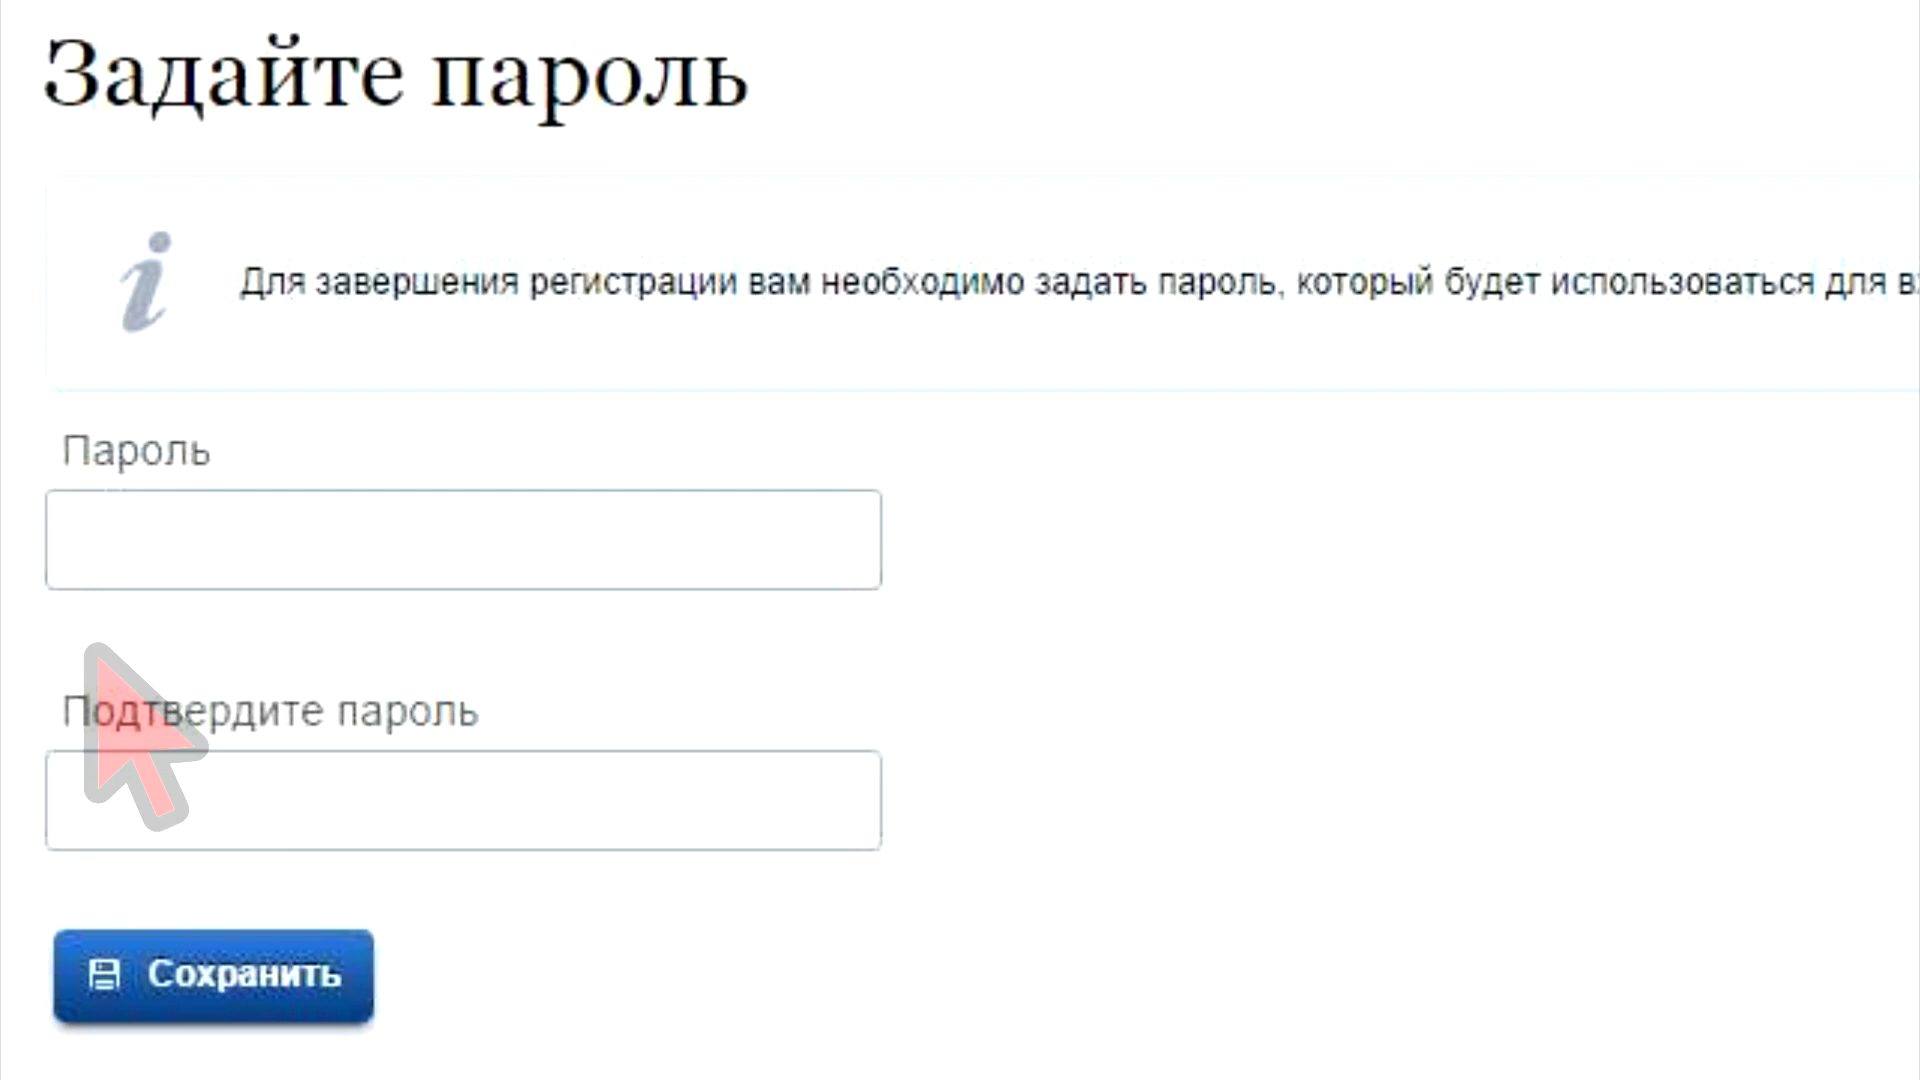 Задайте пароль
Для завершения регистрации вам необходимо задать пароль, который будет использоваться для
Пароль
Подтвердите пароль
Сохранить